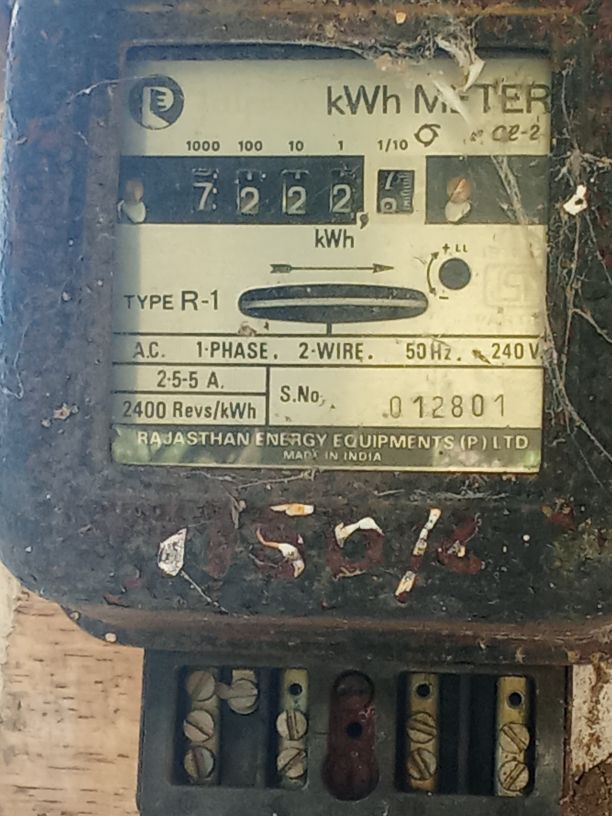 kWh METER
1000 100 10 1 1/10
7 2 2 2,
kWh
+ LL
-
TYPE R-1
A.C. 1-PHASE. 2-WIRE. 50Hz. 240V
2·5-5 A.
2400 Revs/kWh
S.No. 012801
RAJASTHAN ENERGY EQUIPMENTS (P) LTD
MADE IN INDIA